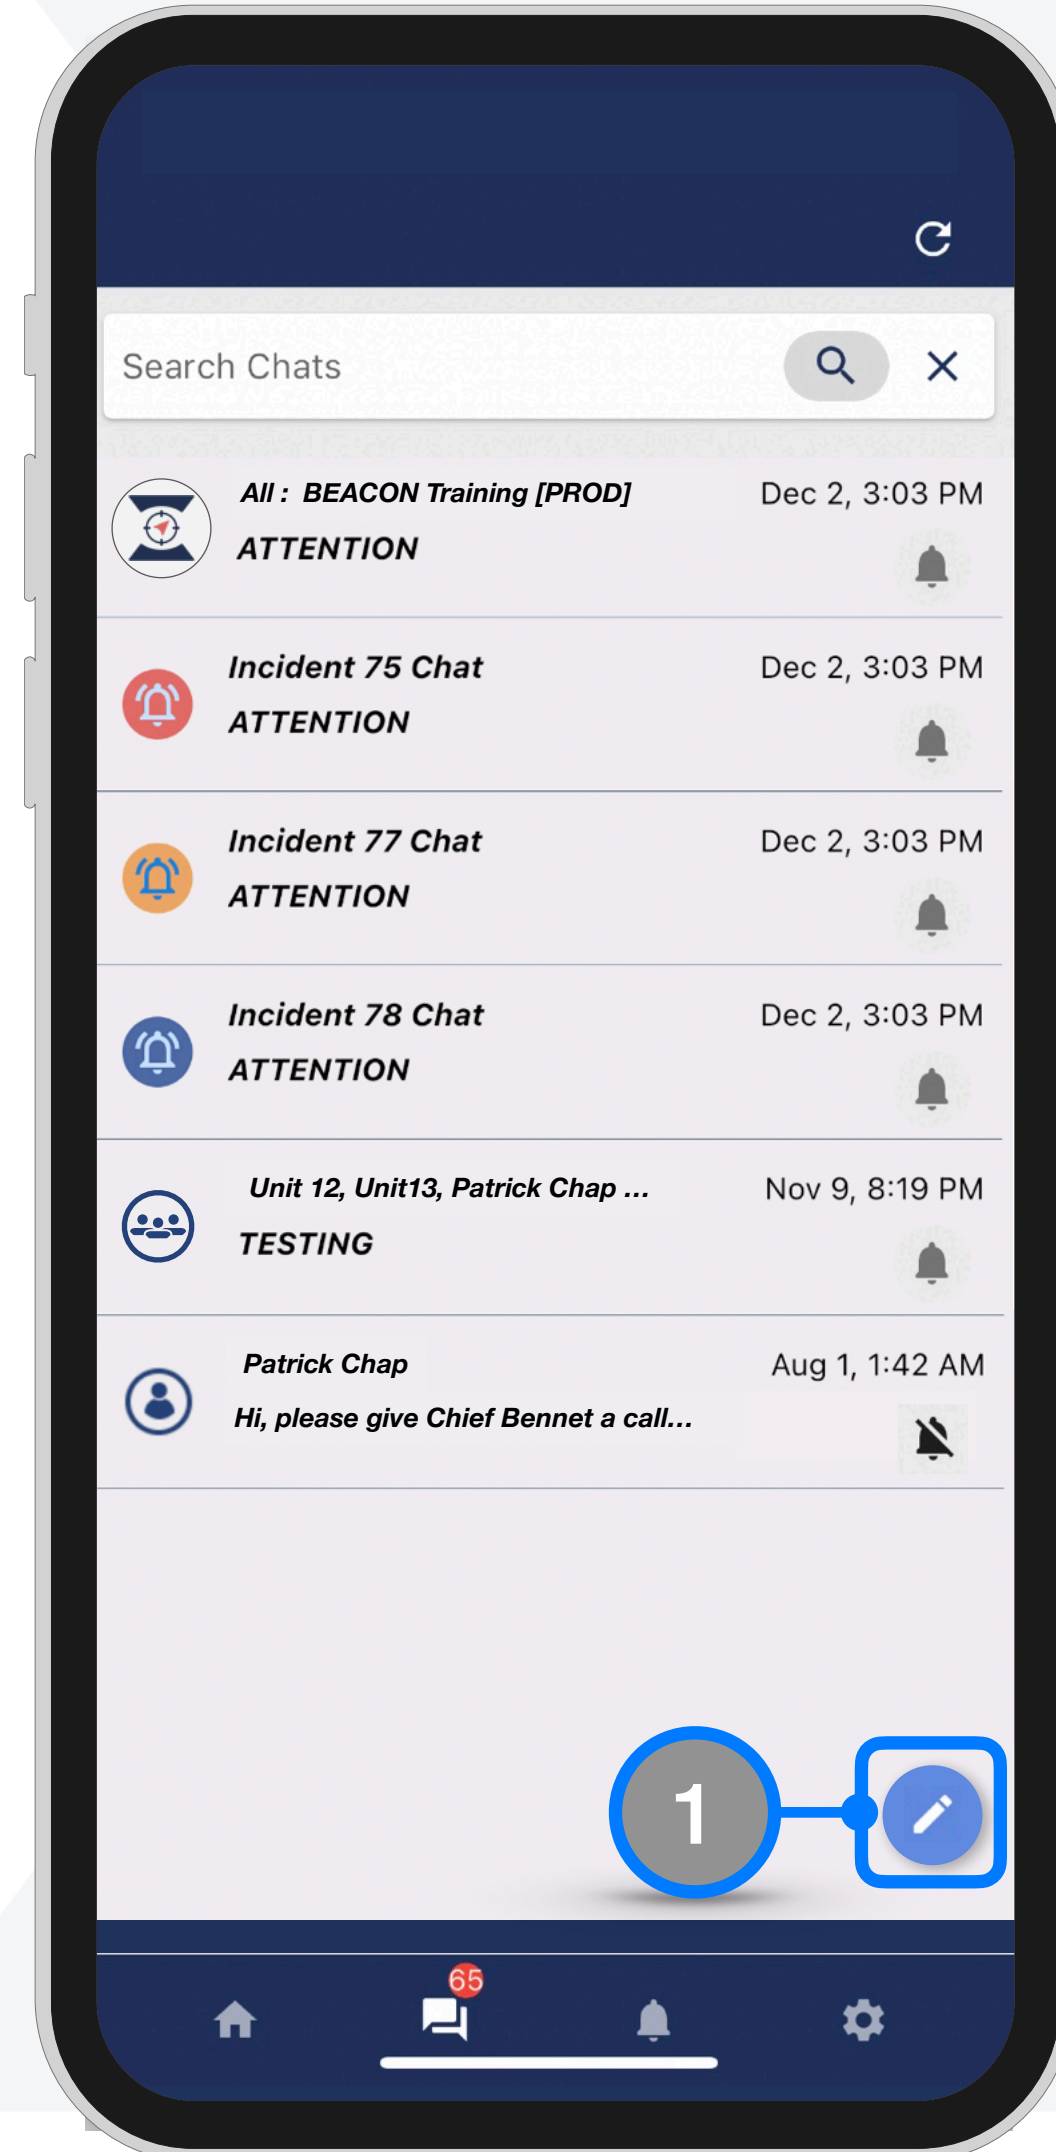 Search Chats
All :  BEACON Training [PROD] Dec 2, 3:03 PM
ATTENTION
Incident 75 Chat Dec 2, 3:03 PM
ATTENTION
Incident 77 Chat Dec 2, 3:03 PM
ATTENTION
Incident 78 Chat Dec 2, 3:03 PM
ATTENTION
Unit 12, Unit13, Patrick Chap ... Nov 9, 8:19 PM
TESTING
Patrick Chap Aug 1, 1:42 AM
Hi, please give Chief Bennet a call...
1
65